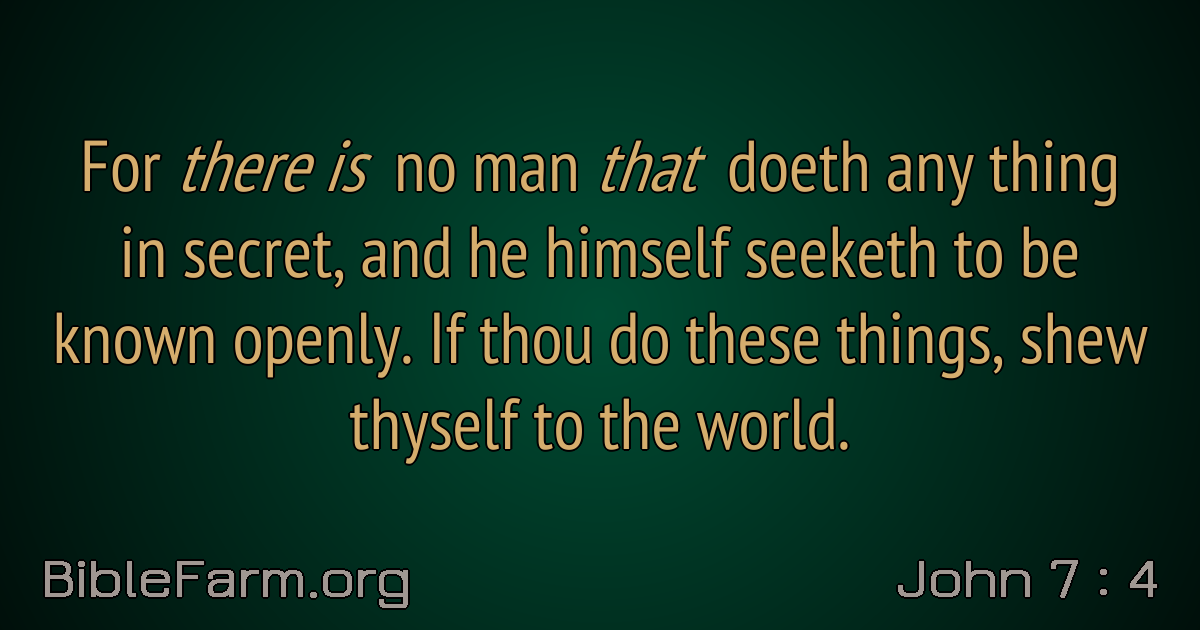 For there is no man that doeth any thing
in secret, and he himself seeketh to be
known openly. If thou do these things, shew
thyself to the world.
BibleFarm.org
John 7 : 4